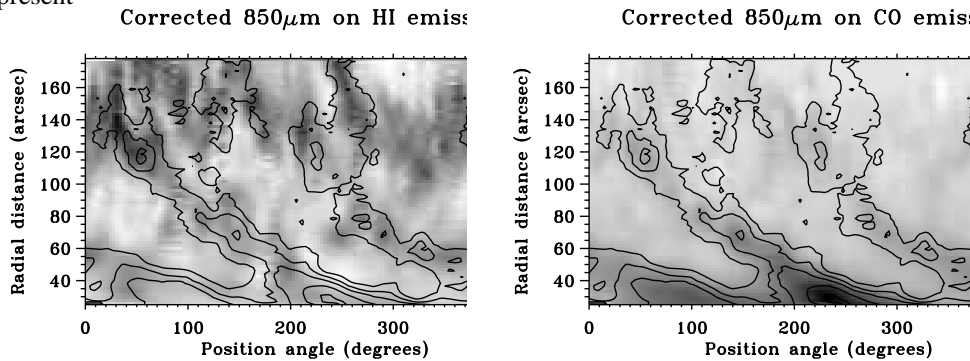 present
Corrected 850μm on HI emiss
Corrected 850μm on CO emiss
Radial distance (arcsec)
160
140
120
100
80
60
40
0 100 200 300
Position angle (degrees)
Radial distance (arcsec)
160
140
120
100
80
60
40
0 100 200 300
Position angle (degrees)